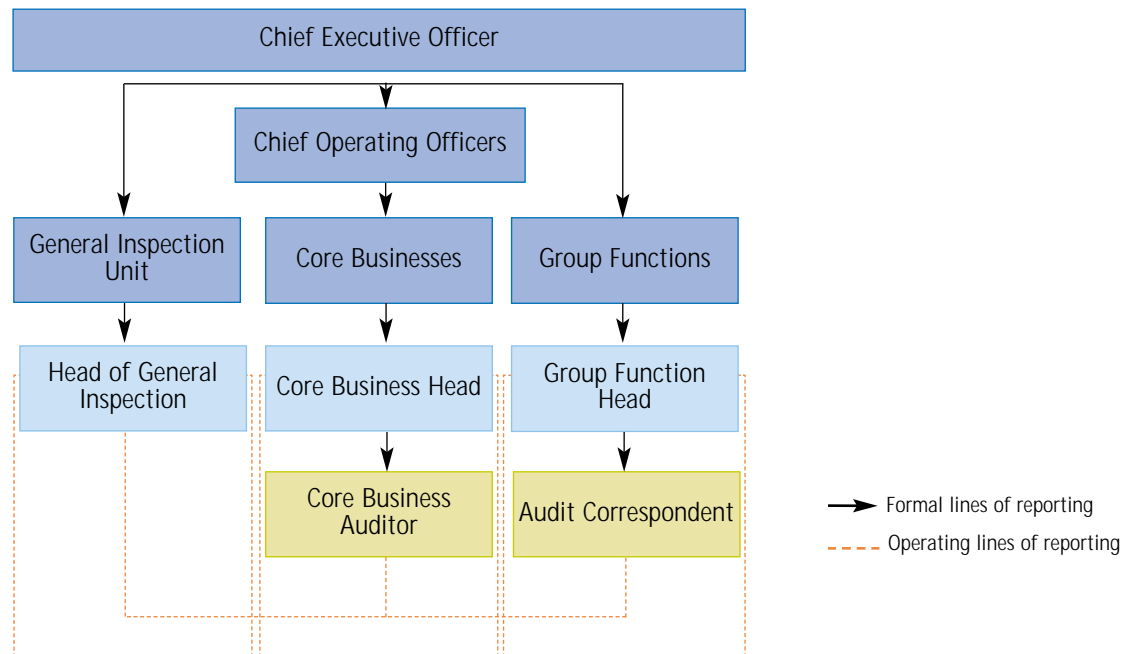 Chief Executive Officer
Chief Operating Officers
General Inspection
Unit
Core Businesses
Group Functions
Head of General
Inspection
Core Business Head
Group Function
Head
Core Business
Auditor
Audit Correspondent
Formal lines of reporting
Operating lines of reporting